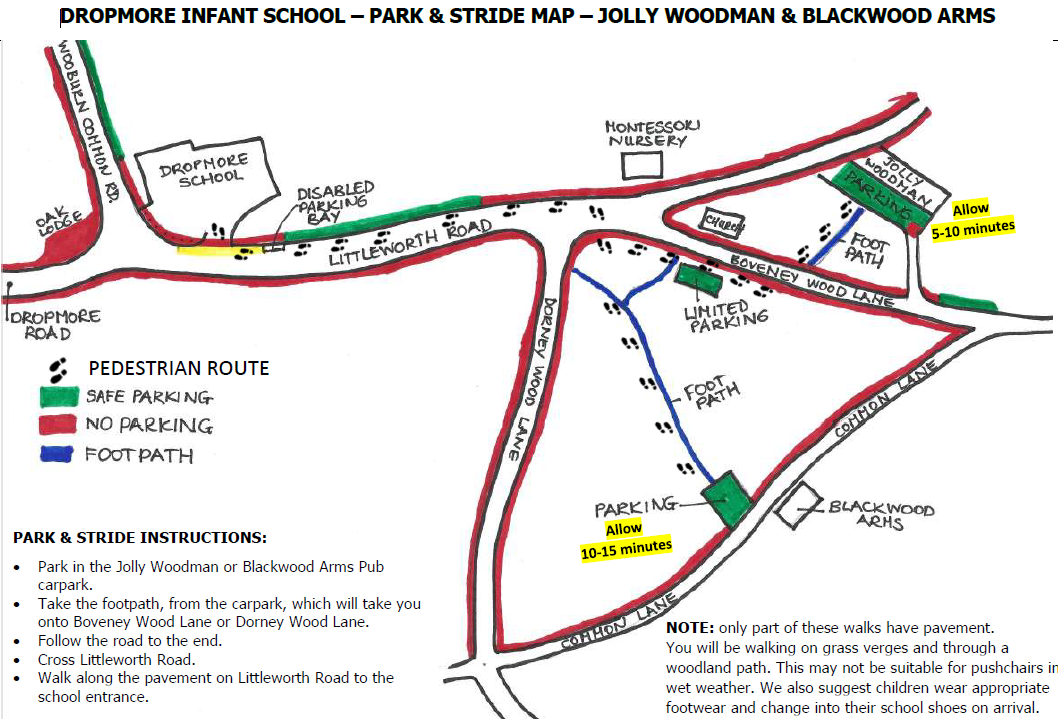 DROPMORE INFANT SCHOOL – PARK & STRIDE MAP – JOLLY WOODMAN & BLACKWOOD ARMS
WOOBURN COMMON RD.
OAK
LODGE
DROPMORE
SCHOOL
DISABLED
PARKING
BAY
LITTLEWORTH ROAD
MONTESSORI
NURSERY
JOLLY
WOODMAN
PARKING
Allow
5-10 minutes
CHURCH
FOOT
PATH
BOVENEY WOOD LANE
LIMITED
PARKING
DORNEY WOOD LANE
DROPMORE
ROAD
PEDESTRIAN ROUTE
SAFE PARKING
NO PARKING
FOOTPATH
FOOT
PATH
COMMON LANE
PARKING
Allow
10-15 minutes
BLACKWOOD
ARMS
COMMON LANE
PARK & STRIDE INSTRUCTIONS:
• Park in the Jolly Woodman or Blackwood Arms Pub
carpark.
• Take the footpath, from the carpark, which will take you
onto Boveney Wood Lane or Dorney Wood Lane.
• Follow the road to the end.
• Cross Littleworth Road.
• Walk along the pavement on Littleworth Road to the
school entrance.
NOTE: only part of these walks have pavement.
You will be walking on grass verges and through a
woodland path. This may not be suitable for pushchairs in
wet weather. We also suggest children wear appropriate
footwear and change into their school shoes on arrival.